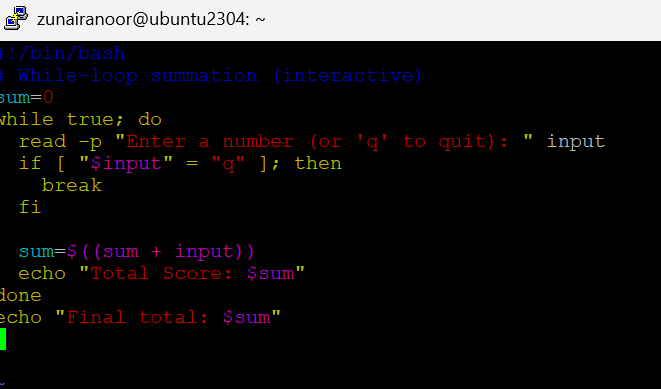 zunairanoor@ubuntu2304: ~
#!/bin/bash
# While-loop summation (interactive)
sum=0
while true; do
  read -p "Enter a number (or 'q' to quit): " input
  if [ "$input" = "q" ]; then
    break
  fi

  sum=$((sum + input))
  echo "Total Score: $sum"
done
echo "Final total: $sum"
~